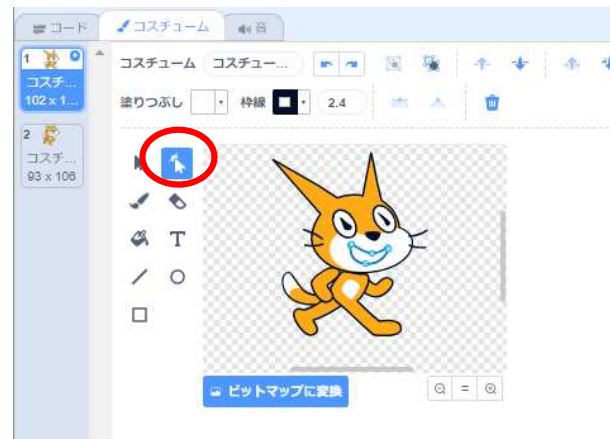 コード
コスチューム
音
1
コスチ...
102 x 1...
2
コスチ...
93 x 106
コスチューム コスチュー...
塗りつぶし 枠線 2.4
T
ビットマップに変換
=